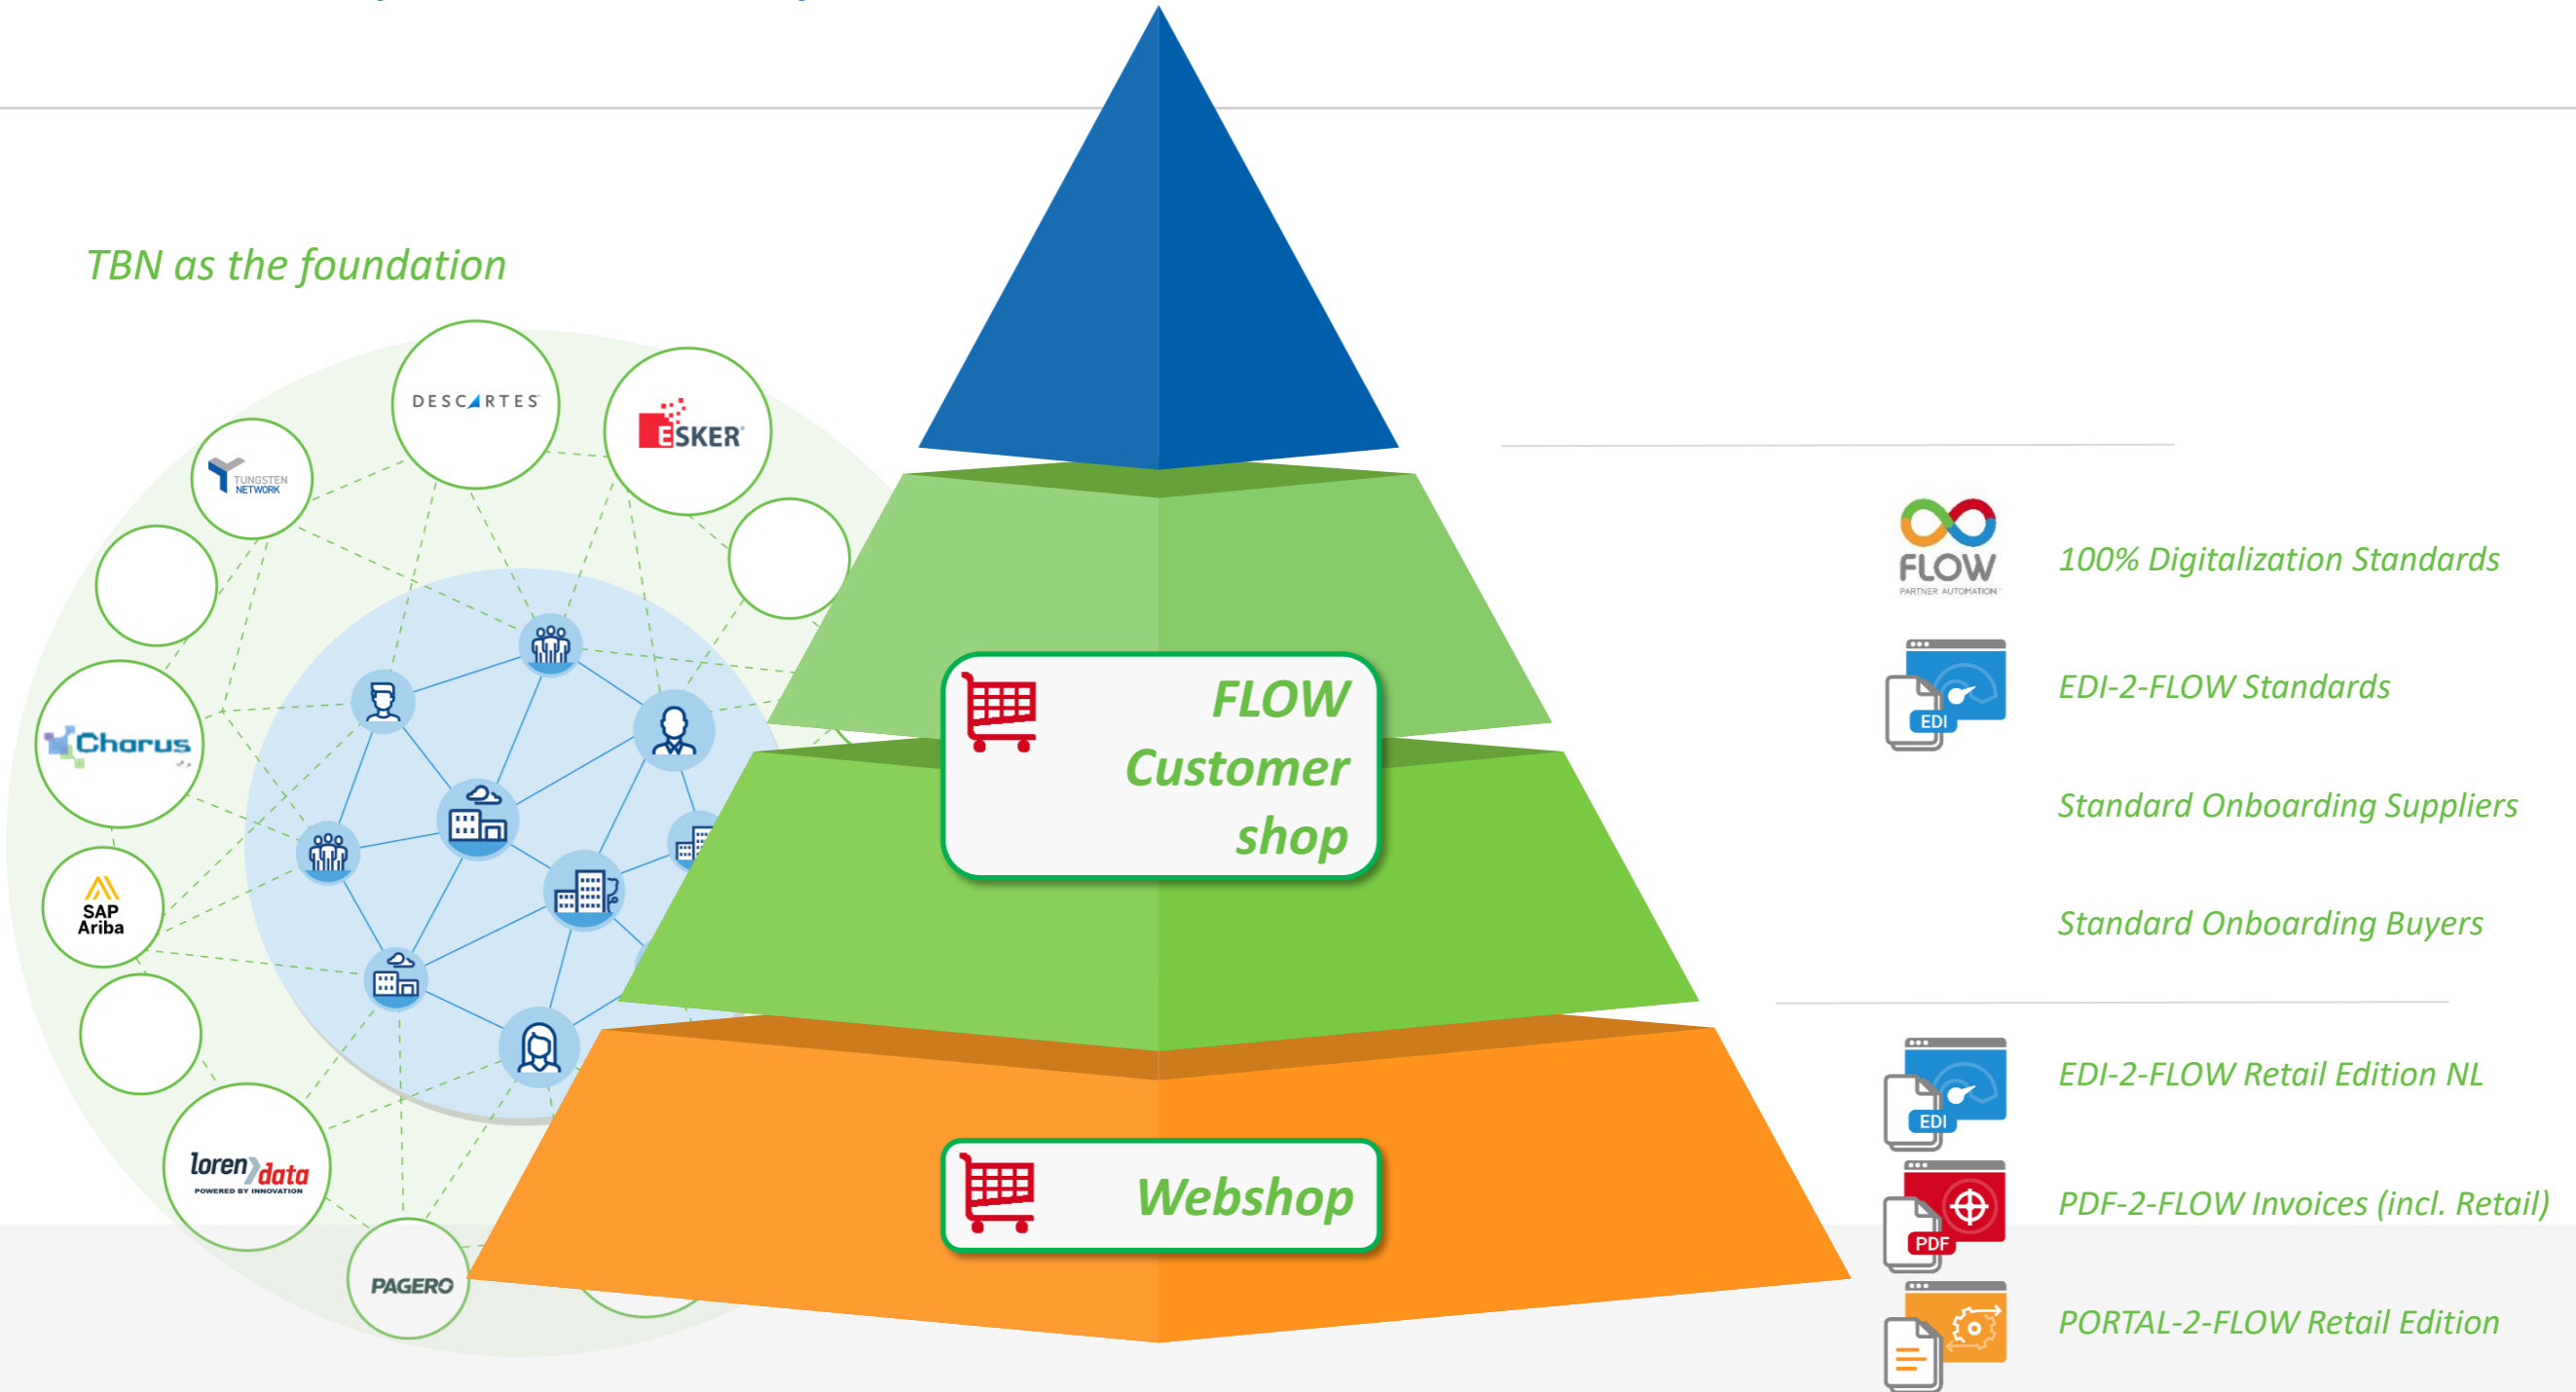 TBN as the foundation
DESCARTES
ESKER
TUNGSTEN
NETWORK
Chorus
SAP
Ariba
loren data
POWERED BY INNOVATION
PAGERO
FLOW
Customer
shop
Webshop
FLOW
PARTNER AUTOMATION
100% Digitalization Standards
EDI
EDI-2-FLOW Standards
Standard Onboarding Suppliers
Standard Onboarding Buyers
EDI
EDI-2-FLOW Retail Edition NL
PDF
PDF-2-FLOW Invoices (incl. Retail)
PORTAL-2-FLOW Retail Edition